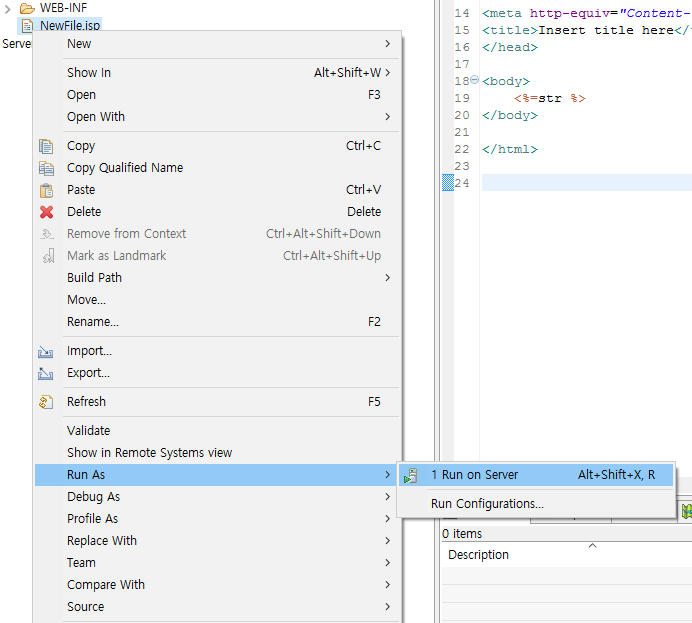 WEB-INF
NewFile.jsp
Serve
New
Show In Alt+Shift+W
Open F3
Open With
Copy Ctrl+C
Copy Qualified Name
Paste Ctrl+V
Delete Delete
Remove from Context Ctrl+Alt+Shift+Down
Mark as Landmark Ctrl+Alt+Shift+Up
Build Path
Move...
Rename... F2
Import...
Export...
Refresh F5
Validate
Show in Remote Systems view
Run As
Debug As
Profile As
Replace With
Team
Compare With
Source
1 Run on Server Alt+Shift+X, R
Run Configurations...
14 <meta http-equiv="Content-
15 <title>Insert title here</
16 </head>
17
18 <body>
19 <%=str %>
20 </body>
21
22 </html>
23
24
0 items
Description